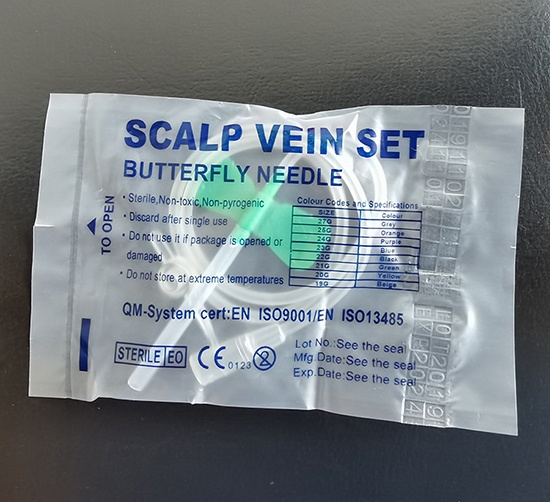 SCALP VEIN SET
BUTTERFLY NEEDLE
TO OPEN
· Sterile,Non-toxic,Non-pyrogenic
· Discard after single use
· Do not use it if package is opened or
damaged
· Do not store at extreme temperatures
Colour Codes and Specifications
SIZE Colour
27G Grey
25G Orange
24G Purple
23G Blue
22G Black
21G Green
20G Yellow
19G Beige
QM-System cert:EN ISO9001/EN ISO13485
STERILE EO
CE 0123
2
Lot No.:See the seal
Mfg.Date:See the seal
Exp.Date:See the seal